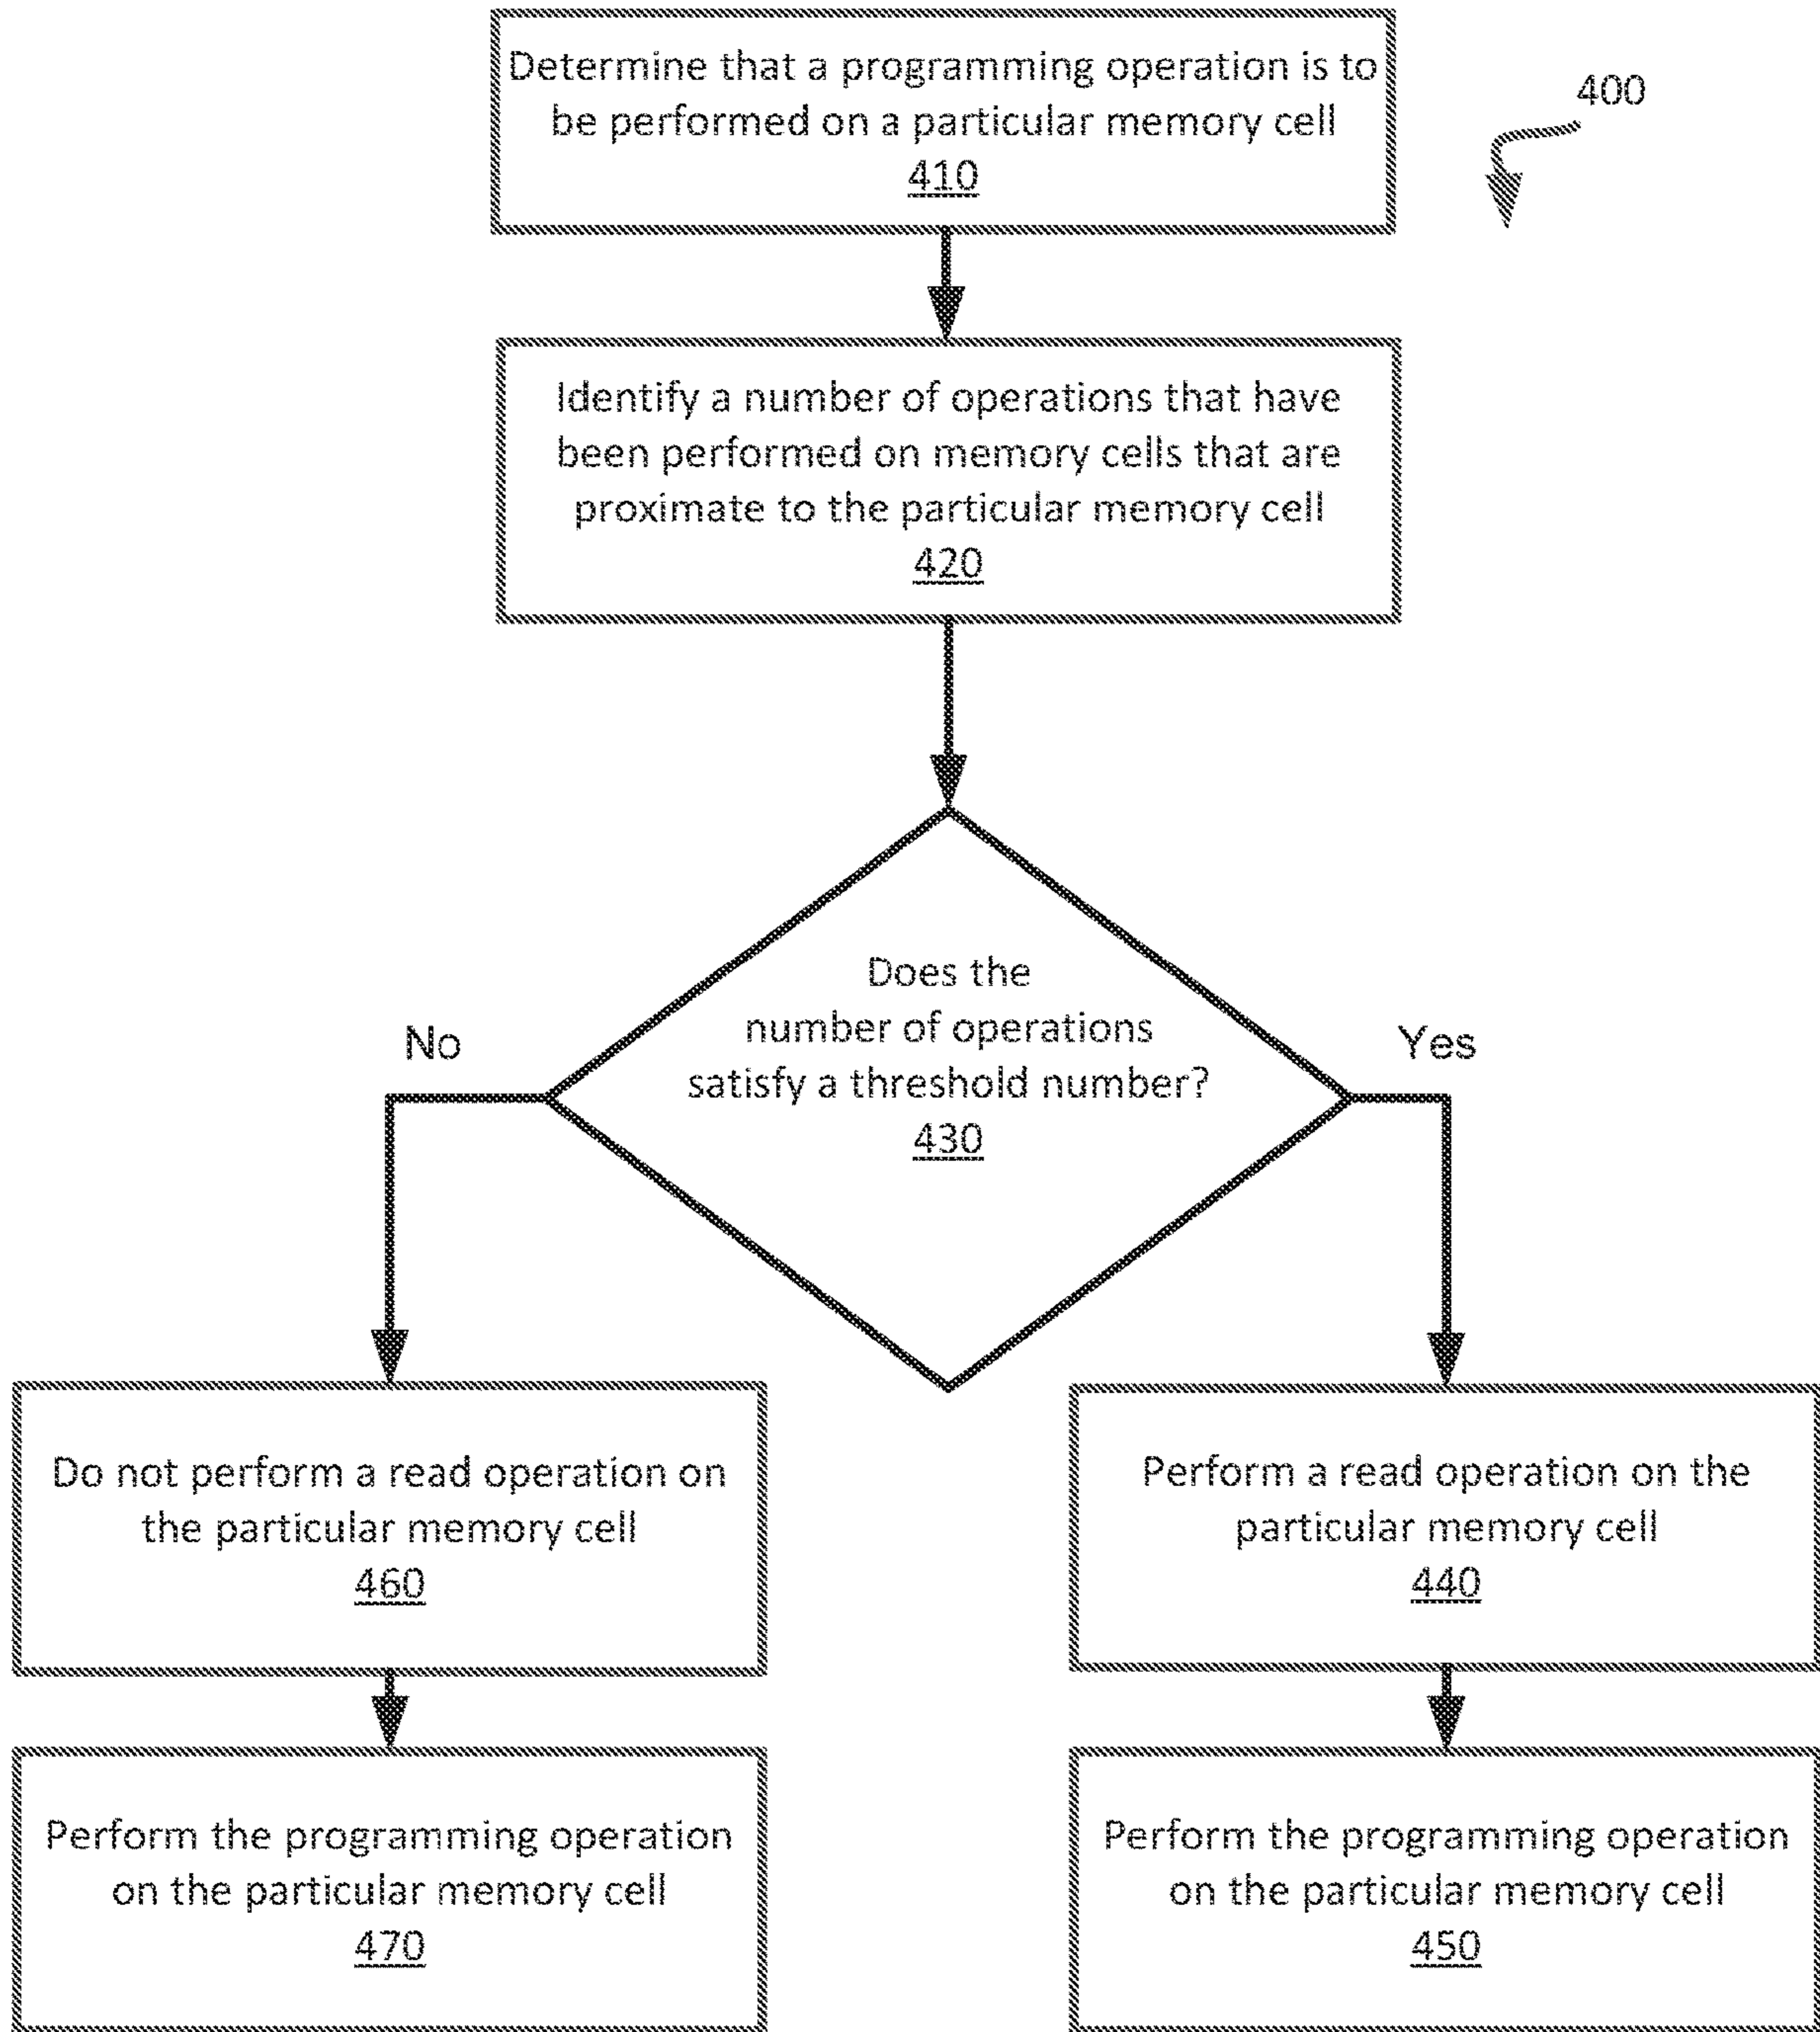 Determine that a programming operation is to
be performed on a particular memory cell
410
400
Identify a number of operations that have
been performed on memory cells that are
proximate to the particular memory cell
420
Does the
number of operations
satisfy a threshold number?
430
No
Yes
Do not perform a read operation on
the particular memory cell
460
Perform a read operation on the
particular memory cell
440
Perform the programming operation
on the particular memory cell
470
Perform the programming operation
on the particular memory cell
450